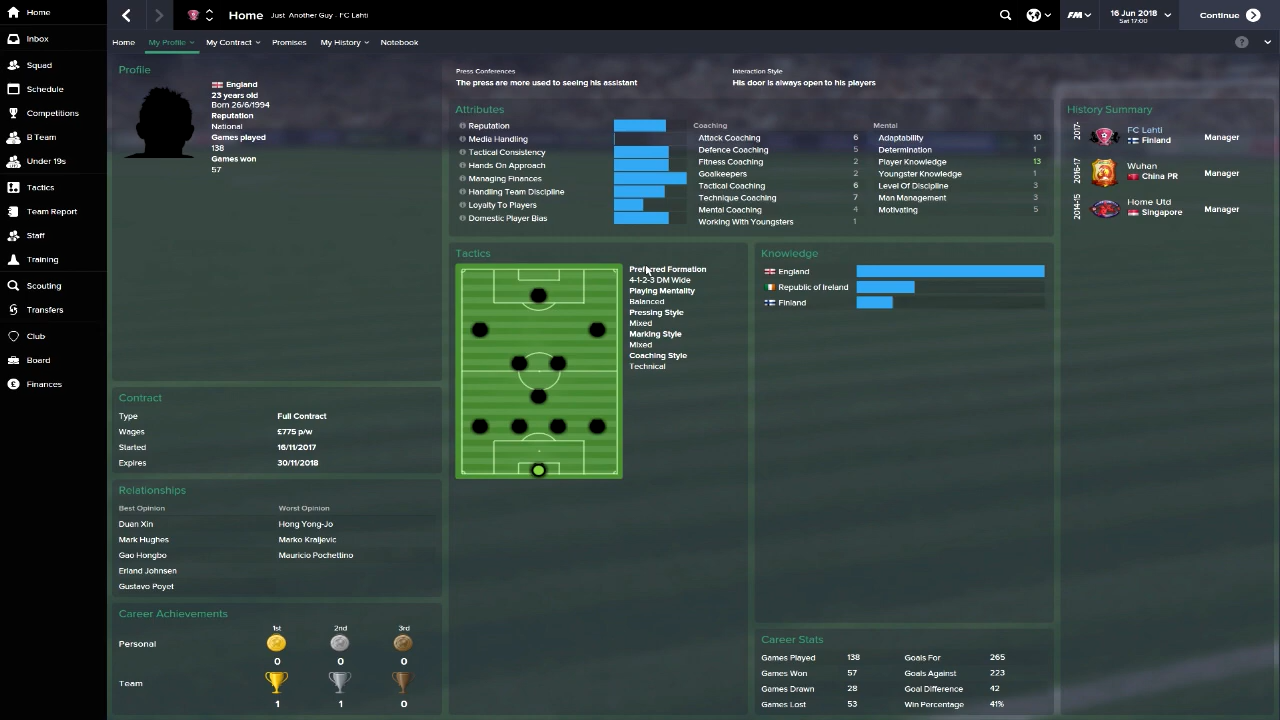 Home
Home Just Another Guy - FC Lahti
FM
16 Jun 2018
Sat 17:00
Continue
Inbox
Squad
Schedule
Competitions
B Team
Under 19s
Tactics
Team Report
Staff
Training
Scouting
Transfers
Club
Board
Finances
Home My Profile My Contract Promises My History Notebook
?
Profile
England
23 years old
Born 26/6/1994
Reputation
National
Games played
138
Games won
57
Contract
Type Full Contract
Wages £775 p/w
Started 16/11/2017
Expires 30/11/2018
Relationships
Best Opinion Worst Opinion
Duan Xin Hong Yong-Jo
Mark Hughes Marko Kraljevic
Gao Hongbo Mauricio Pochettino
Erland Johnsen
Gustavo Poyet
Career Achievements
1st 2nd 3rd
Personal
0 0 0
Team
1 1 0
Press Conferences
The press are more used to seeing his assistant
Interaction Style
His door is always open to his players
Attributes
Reputation
Media Handling
Tactical Consistency
Hands On Approach
Managing Finances
Handling Team Discipline
Loyalty To Players
Domestic Player Bias
Coaching
Attack Coaching 6
Defence Coaching 5
Fitness Coaching 2
Goalkeepers 2
Tactical Coaching 6
Technique Coaching 7
Mental Coaching 4
Working With Youngsters 1
Mental
Adaptability 10
Determination 1
Player Knowledge 13
Youngster Knowledge 1
Level Of Discipline 3
Man Management 3
Motivating 5
Tactics
Preferred Formation
4-1-2-3 DM Wide
Playing Mentality
Balanced
Pressing Style
Mixed
Marking Style
Mixed
Coaching Style
Technical
Knowledge
England
Republic of Ireland
Finland
Career Stats
Games Played 138 Goals For 265
Games Won 57 Goals Against 223
Games Drawn 28 Goal Difference 42
Games Lost 53 Win Percentage 41%
History Summary
2017-
FC Lahti
Finland
Manager
2016-17
Wuhan
China PR
Manager
2014-15
Home Utd
Singapore
Manager